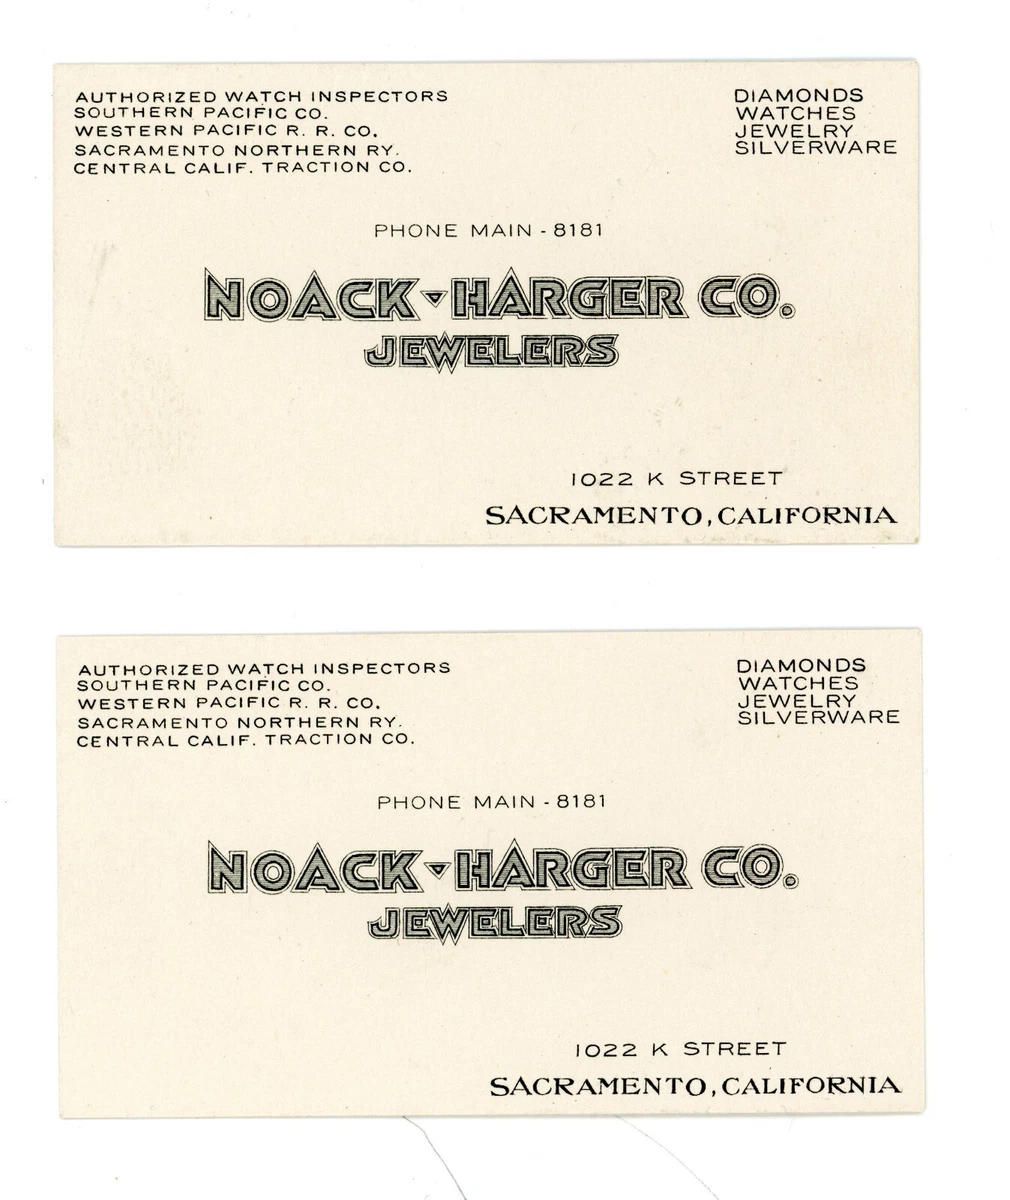 AUTHORIZED WATCH INSPECTORS
SOUTHERN PACIFIC CO.
WESTERN PACIFIC R. R. CO.
SACRAMENTO NORTHERN RY.
CENTRAL CALIF. TRACTION CO.
DIAMONDS
WATCHES
JEWELRY
SILVERWARE
PHONE MAIN - 8181
NOACK-HARGER CO.
JEWELERS
1022 K STREET
SACRAMENTO, CALIFORNIA
AUTHORIZED WATCH INSPECTORS
SOUTHERN PACIFIC CO.
WESTERN PACIFIC R. R. CO.
SACRAMENTO NORTHERN RY.
CENTRAL CALIF. TRACTION CO.
DIAMONDS
WATCHES
JEWELRY
SILVERWARE
PHONE MAIN - 8181
NOACK-HARGER CO.
JEWELERS
1022 K STREET
SACRAMENTO, CALIFORNIA